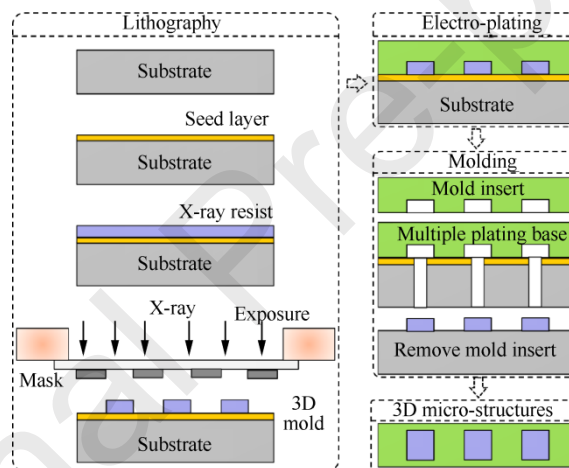 Lithography
Substrate
Seed layer
Substrate
X-ray resist
Substrate
X-ray
Exposure
Mask
3D
mold
Substrate
Electro-plating
Substrate
Molding
Mold insert
Multiple plating base
Remove mold insert
3D micro-structures